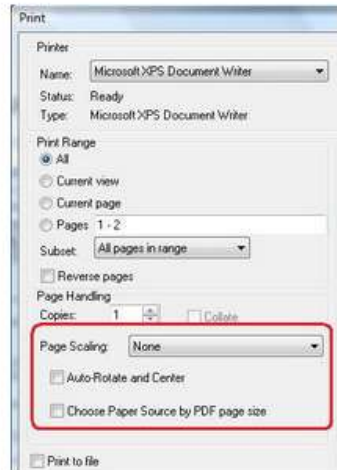 Print
Printer
Name: Microsoft XPS Document Writer
Status: Ready
Type: Microsoft XPS Document Writer
Print Range
All
Current view
Current page
Pages 1 - 2
Subset: All pages in range
Reverse pages
Page Handling
Copies: 1 Collate
Page Scaling: None
Auto-Rotate and Center
Choose Paper Source by PDF page size
Print to file